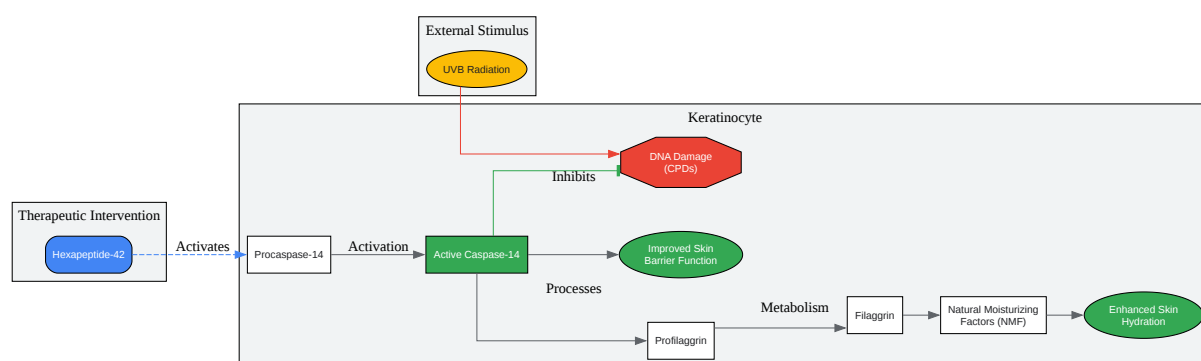 External Stimulus
UVB Radiation
Keratinocyte
DNA Damage
(CPDs)
Inhibits
Therapeutic Intervention
Hexapeptide-42
Activates
Procaspase-14
Activation
Active Caspase-14
Improved Skin
Barrier Function
Processes
Profilaggrin
Metabolism
Filaggrin
Natural Moisturizing
Factors (NMF)
Enhanced Skin
Hydration